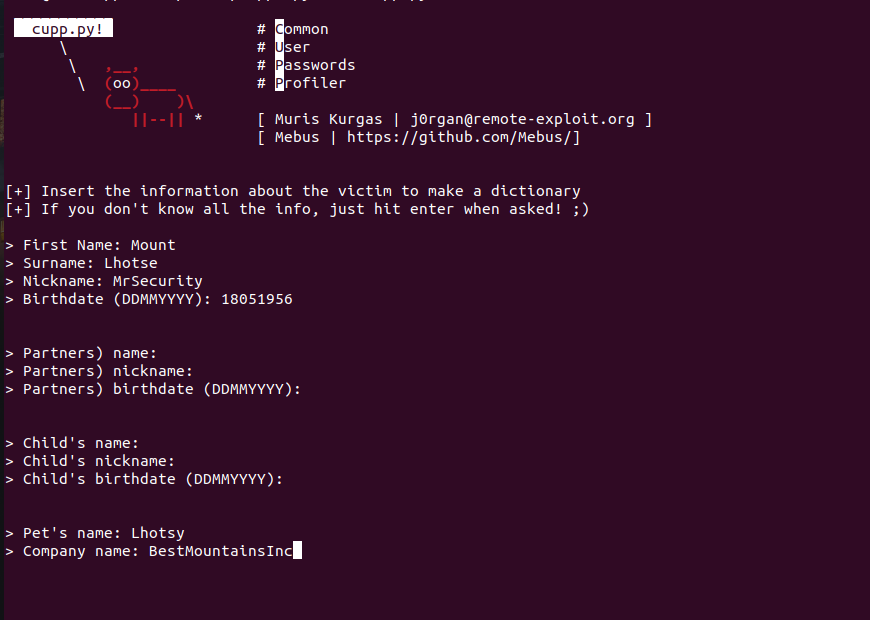 cupp.py! # Common
\ # User
\ ,__, # Passwords
\ (oo)____ # Profiler
(__) )\
||--|| * [ Muris Kurgas | j0rgan@remote-exploit.org ]
[ Mebus | https://github.com/Mebus/]
[+] Insert the information about the victim to make a dictionary
[+] If you don't know all the info, just hit enter when asked! ;)
> First Name: Mount
> Surname: Lhotse
> Nickname: MrSecurity
> Birthdate (DDMMYYYY): 18051956
> Partners) name:
> Partners) nickname:
> Partners) birthdate (DDMMYYYY):
> Child's name:
> Child's nickname:
> Child's birthdate (DDMMYYYY):
> Pet's name: Lhotsy
> Company name: BestMountainsInc